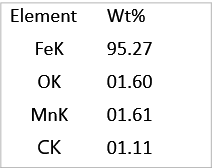 Element Wt%
FeK 95.27
OK 01.60
MnK 01.61
CK 01.11